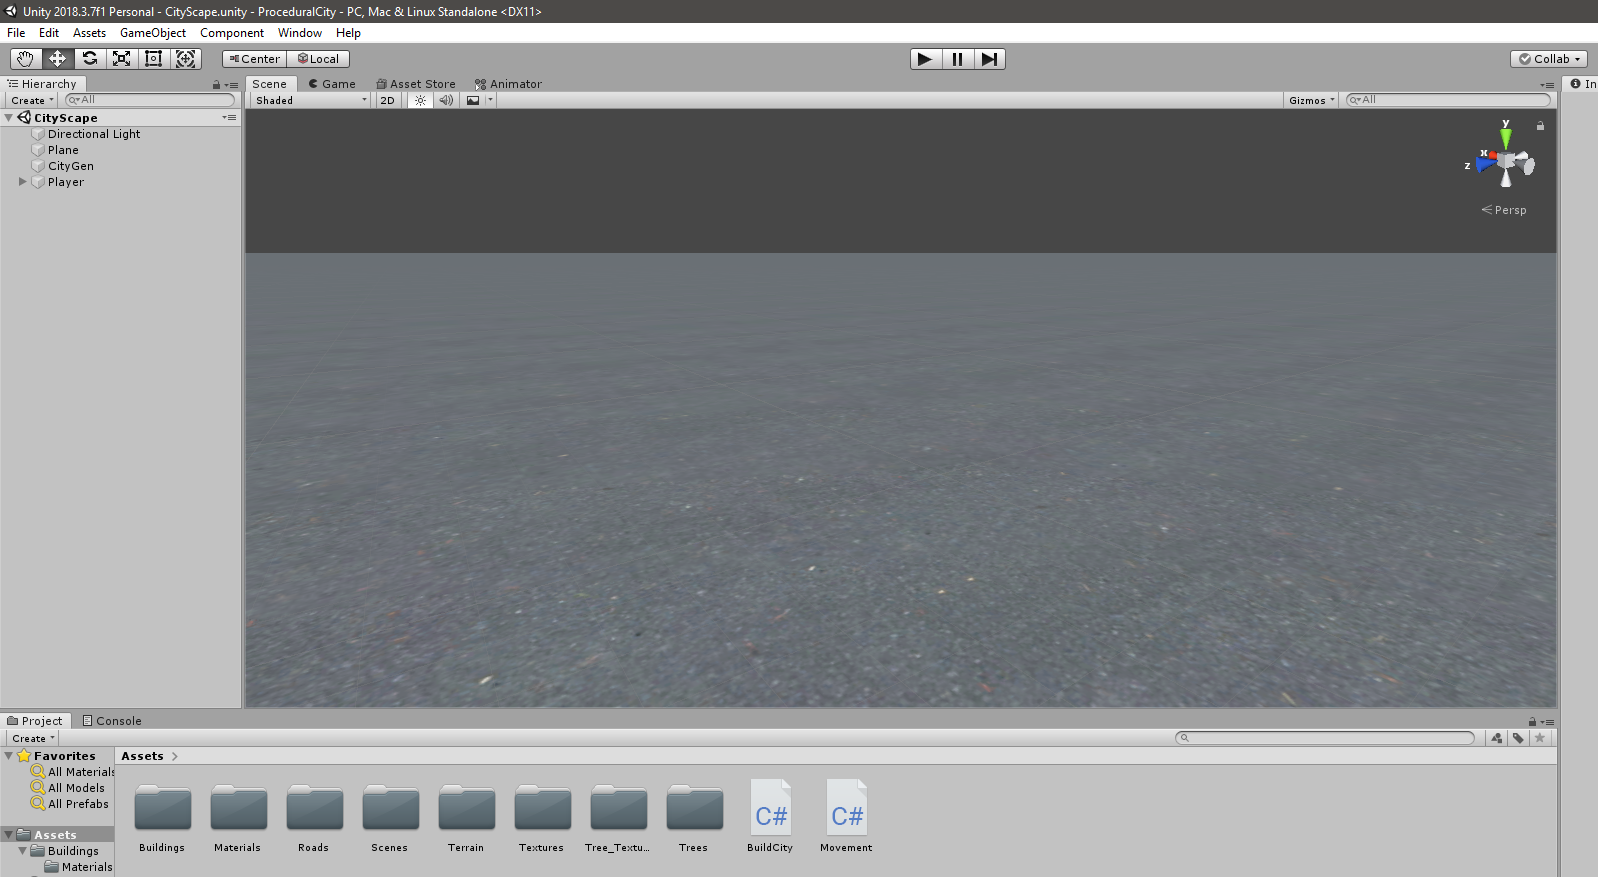 Unity 2018.3.7f1 Personal - CityScape.unity - ProceduralCity - PC, Mac & Linux Standalone <DX11>
File Edit Assets GameObject Component Window Help
Center Local Collab
Hierarchy Scene Game Asset Store Animator In
Create All Shaded 2D Gizmos All
CityScape
Directional Light
Plane
CityGen
Player
y
x
z
Persp
Project Console
Create
Favorites Assets
All Materials
All Models
All Prefabs
Assets
Buildings
Materials
C# C#
Buildings Materials Roads Scenes Terrain Textures Tree_Textu... Trees BuildCity Movement